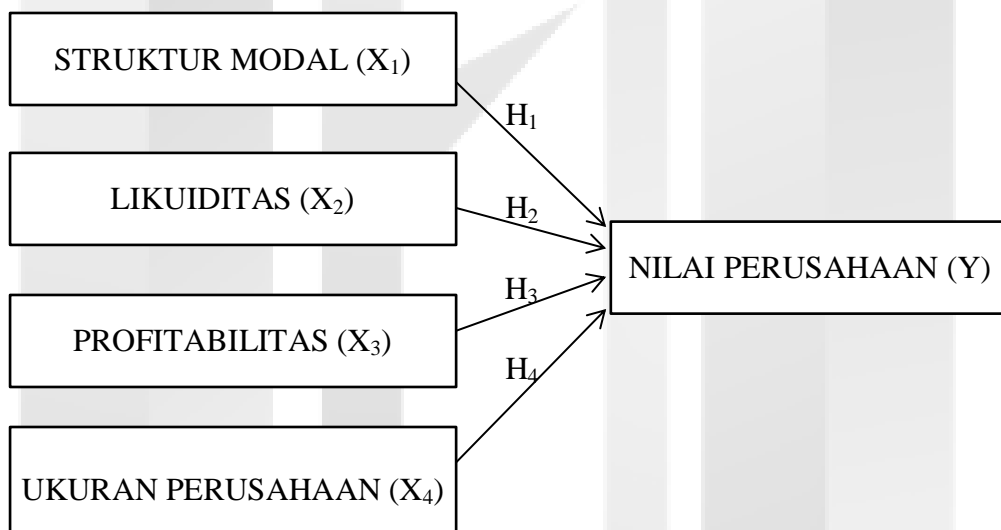 STRUKTUR MODAL (X₁)
H₁
LIKUIDITAS (X₂)
H₂
NILAI PERUSAHAAN (Y)
H₃
PROFITABILITAS (X₃)
H₄
UKURAN PERUSAHAAN (X₄)